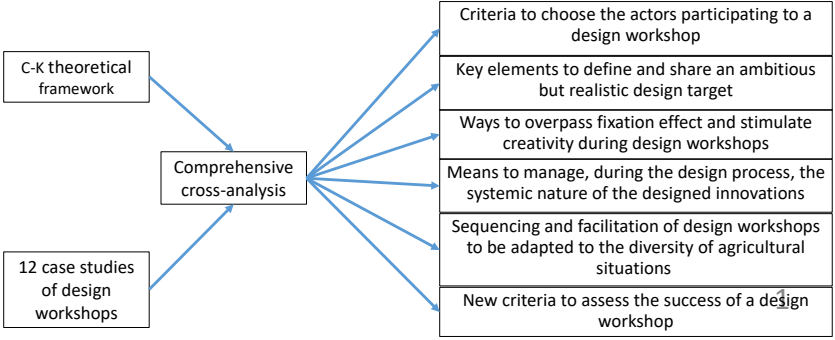 C-K theoretical
framework
12 case studies
of design
workshops
Comprehensive
cross-analysis
Criteria to choose the actors participating to a
design workshop
Key elements to define and share an ambitious
but realistic design target
Ways to overpass fixation effect and stimulate
creativity during design workshops
Means to manage, during the design process, the
systemic nature of the designed innovations
Sequencing and facilitation of design workshops
to be adapted to the diversity of agricultural
situations
New criteria to assess the success of a design
workshop
1